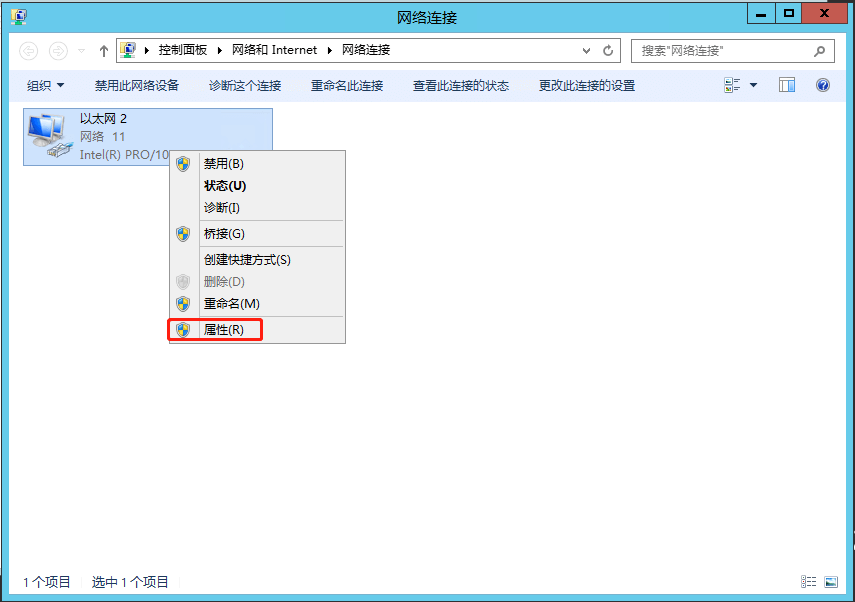 网络连接
控制面板 网络和 Internet 网络连接
搜索"网络连接"
组织 禁用此网络设备 诊断这个连接 重命名此连接 查看此连接的状态 更改此连接的设置
以太网 2
网络 11
Intel(R) PRO/10
禁用(B)
状态(U)
诊断(I)
桥接(G)
创建快捷方式(S)
删除(D)
重命名(M)
属性(R)
1 个项目 选中 1 个项目